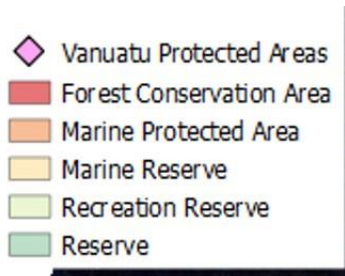 Vanuatu Protected Areas
Forest Conservation Area
Marine Protected Area
Marine Reserve
Recreation Reserve
Reserve